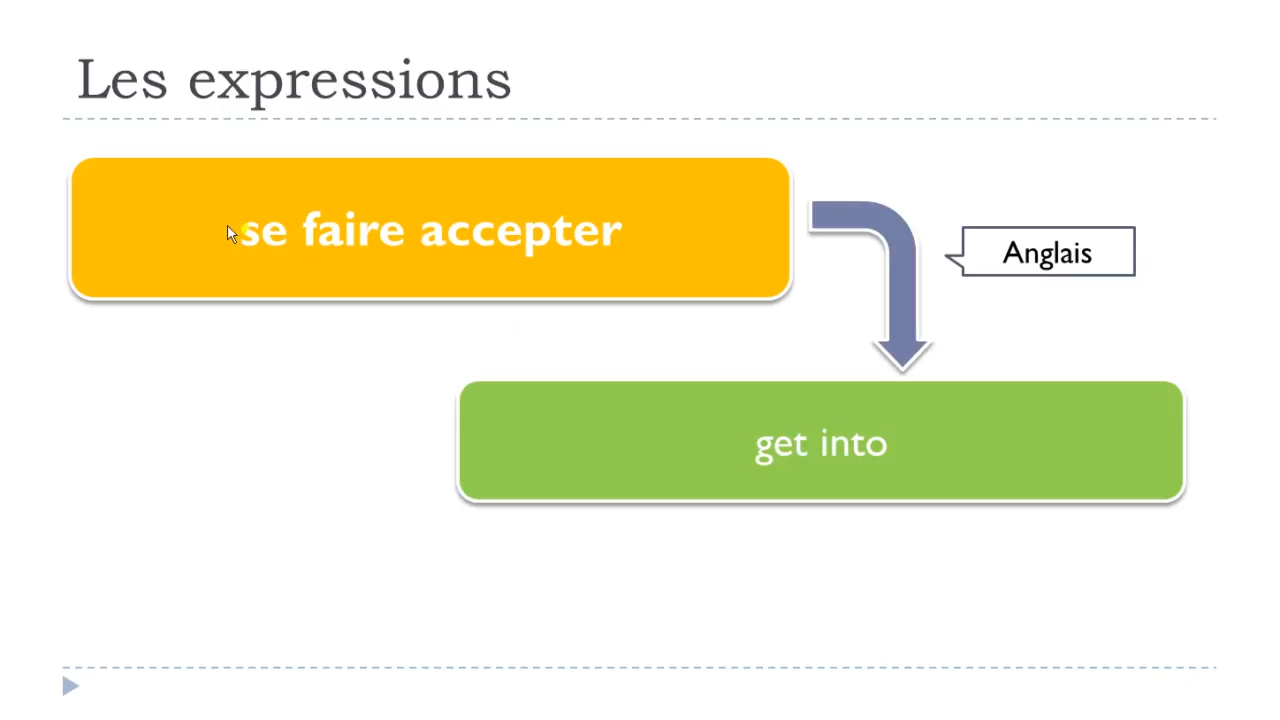 Les expressions
se faire accepter
Anglais
get into